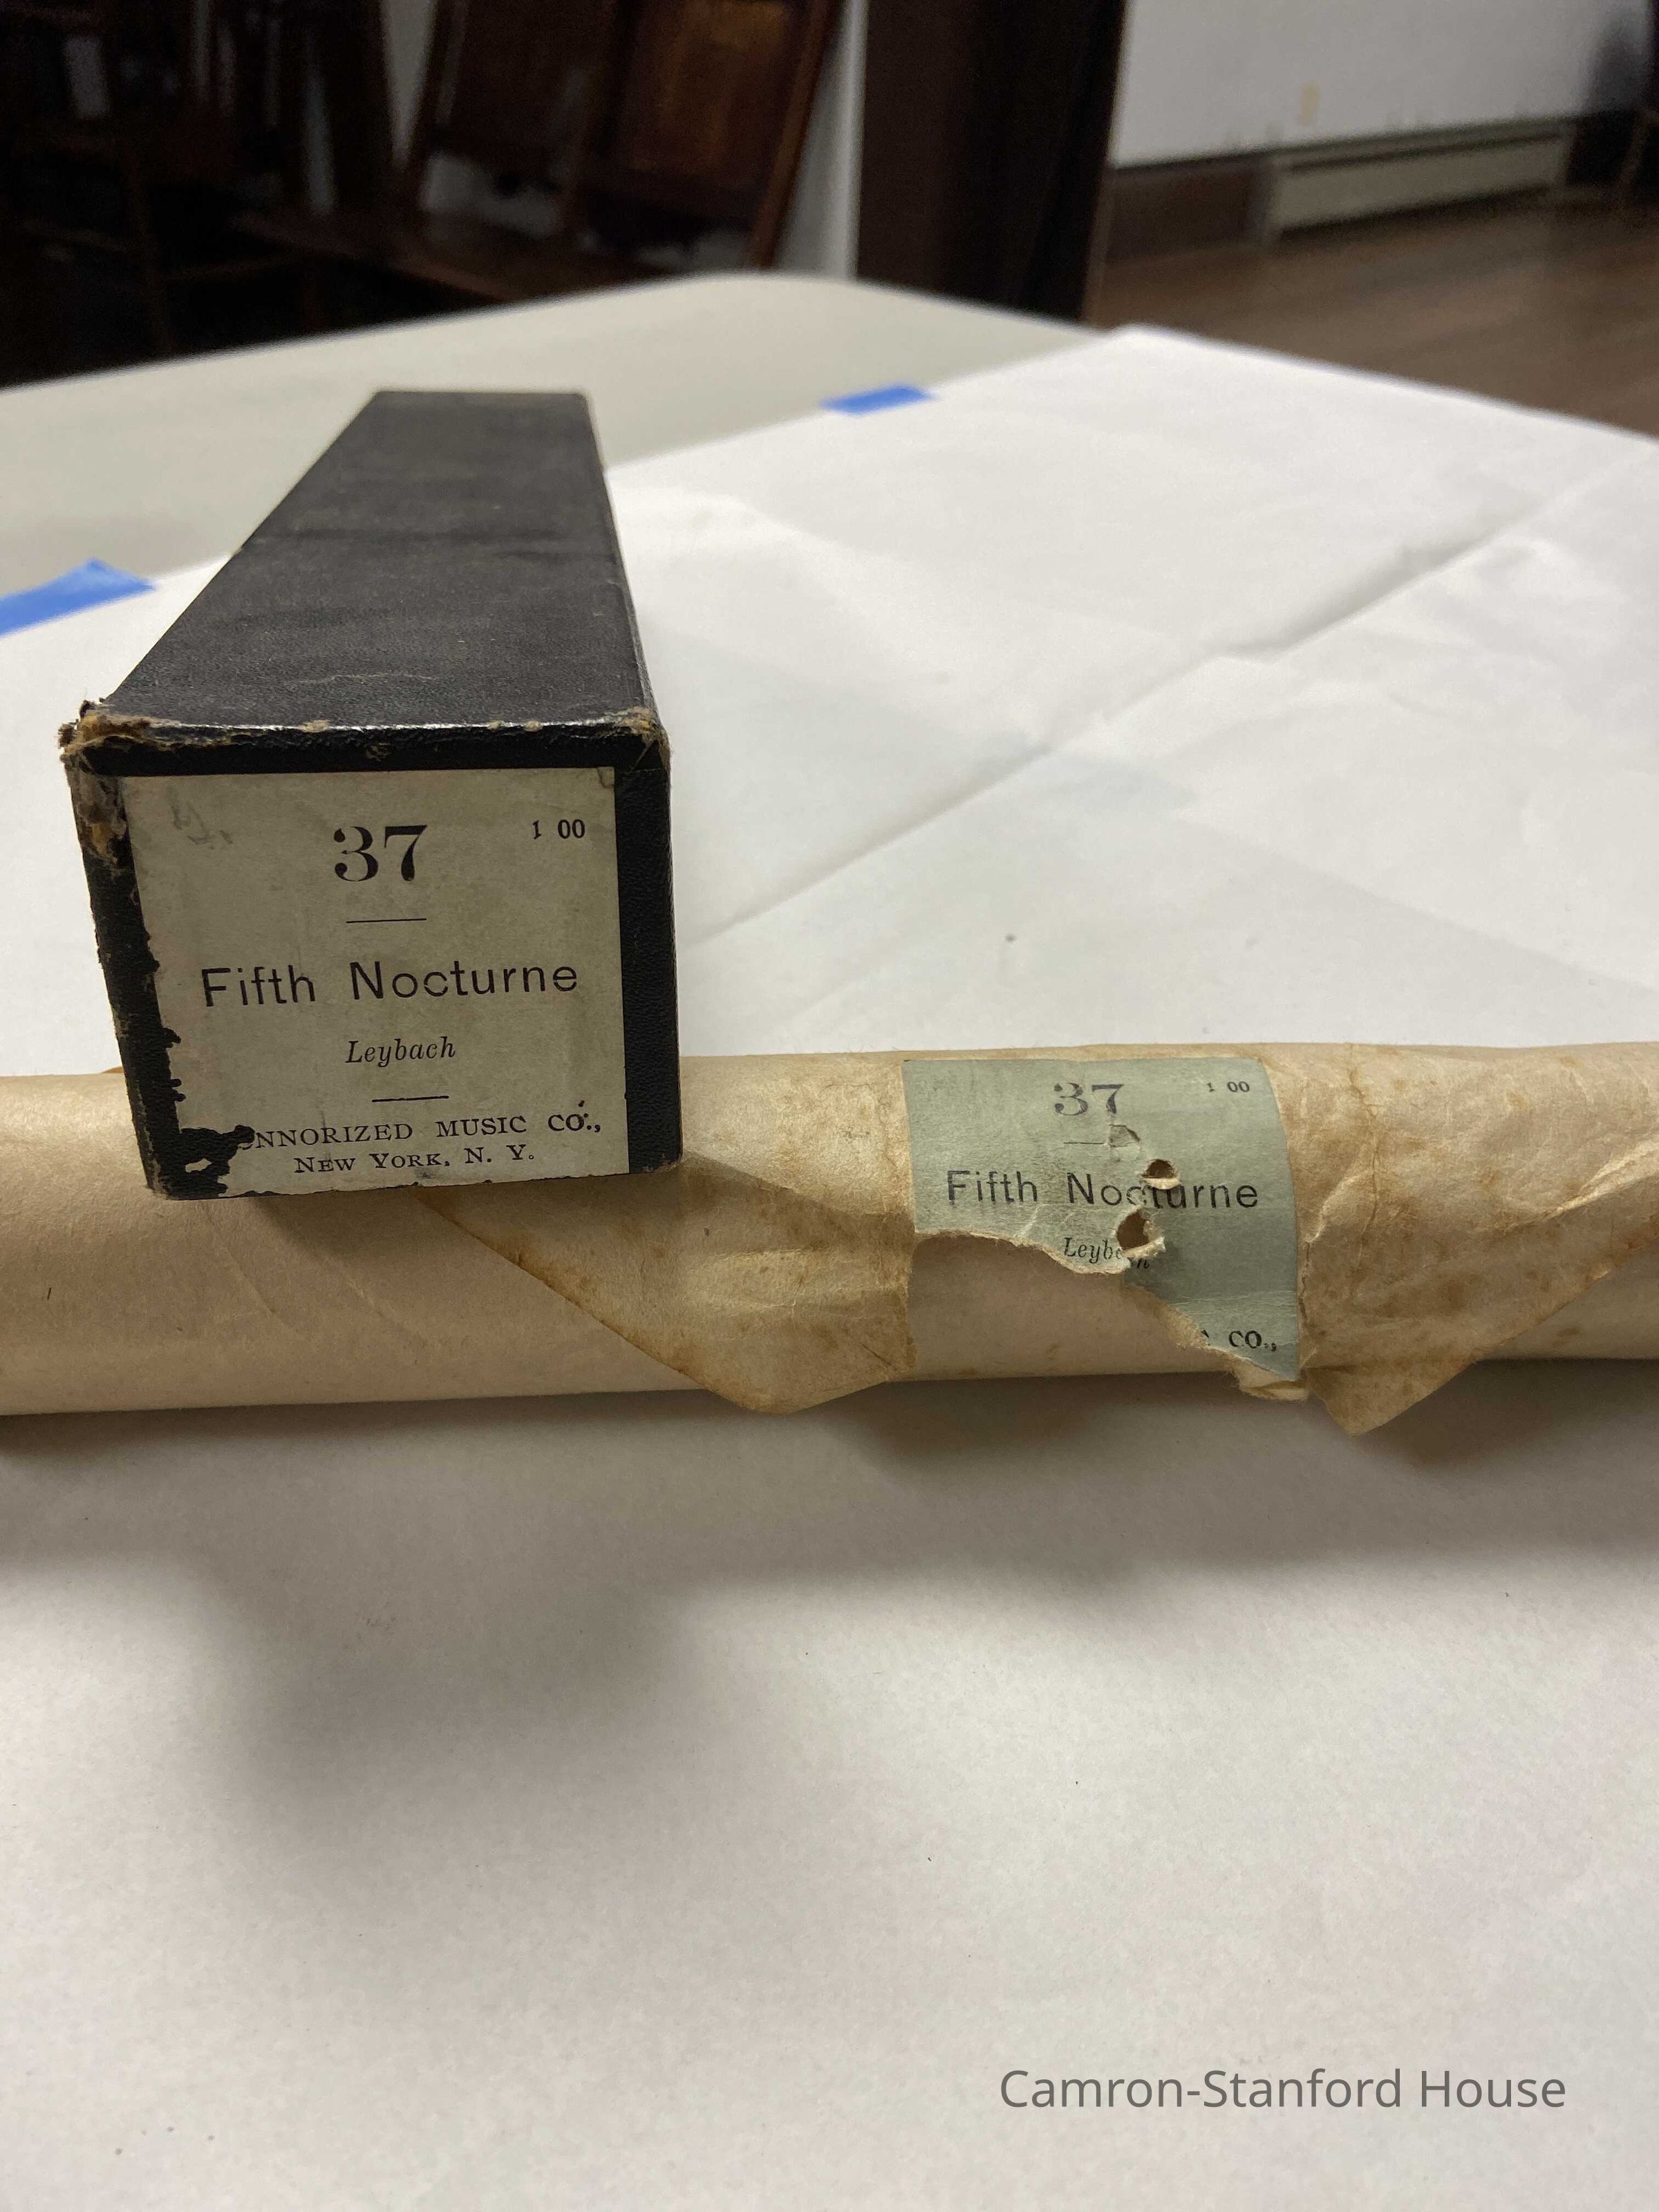 37
1 00
Fifth Nocturne
Leybach
NNORIZED MUSIC CO.,
NEW YORK, N. Y.
37
1 00
Fifth Nocturne
Leyb
CO.,
Camron-Stanford House